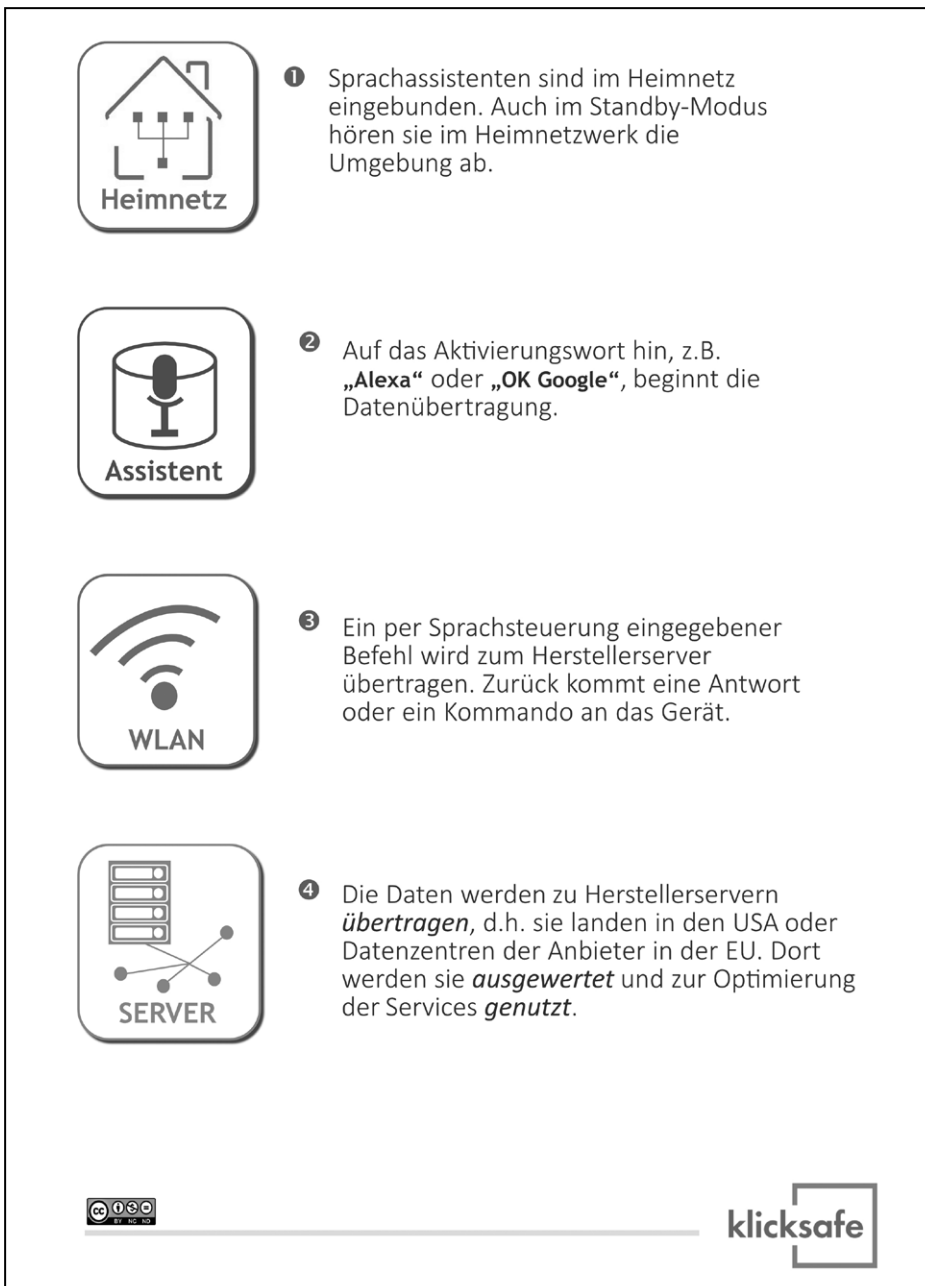 Heimnetz
❶ Sprachassistenten sind im Heimnetz
eingebunden. Auch im Standby-Modus
hören sie im Heimnetzwerk die
Umgebung ab.
Assistent
❷ Auf das Aktivierungswort hin, z.B.
„Alexa“ oder „OK Google“, beginnt die
Datenübertragung.
WLAN
❸ Ein per Sprachsteuerung eingegebener
Befehl wird zum Herstellerserver
übertragen. Zurück kommt eine Antwort
oder ein Kommando an das Gerät.
SERVER
❹ Die Daten werden zu Herstellerservern
übertragen, d.h. sie landen in den USA oder
Datenzentren der Anbieter in der EU. Dort
werden sie ausgewertet und zur Optimierung
der Services genutzt.
cc
BY NC ND
klicksafe